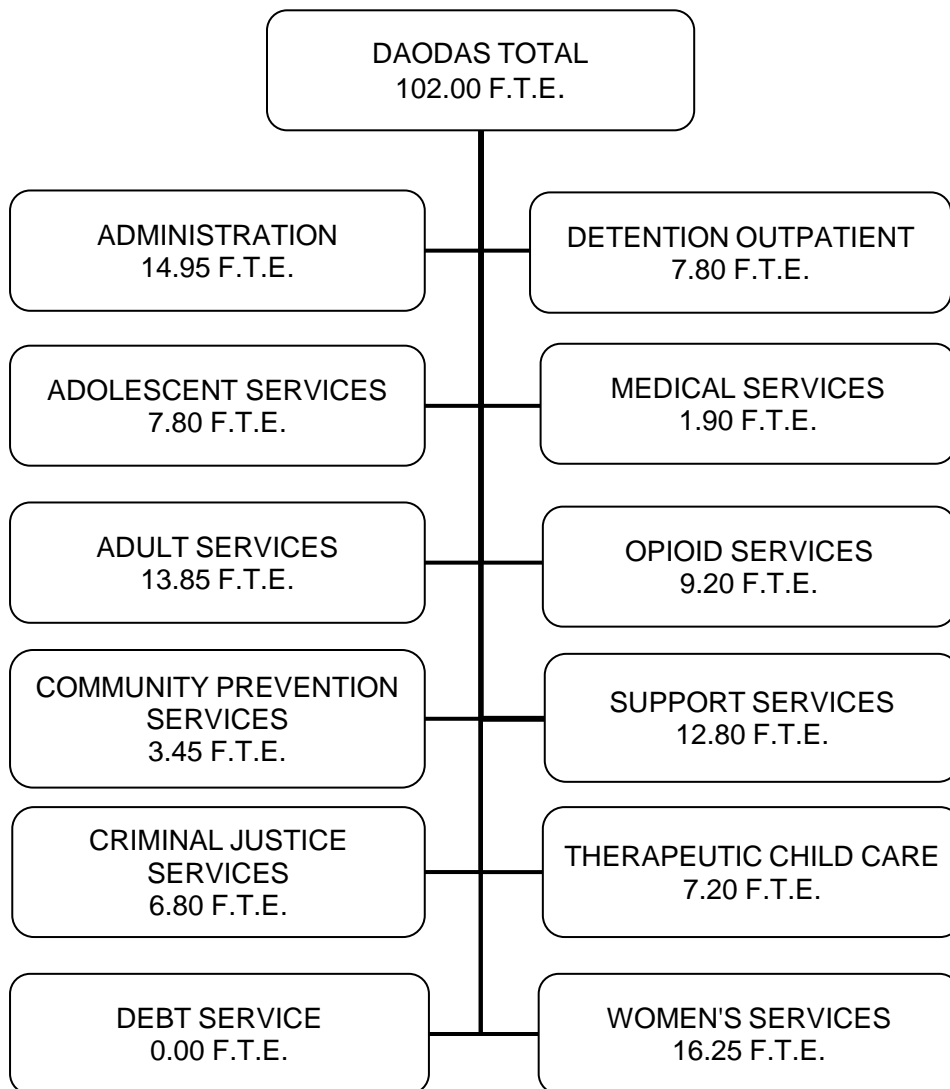 DAODAS TOTAL
102.00 F.T.E.
ADMINISTRATION
14.95 F.T.E.
DETENTION OUTPATIENT
7.80 F.T.E.
ADOLESCENT SERVICES
7.80 F.T.E.
MEDICAL SERVICES
1.90 F.T.E.
ADULT SERVICES
13.85 F.T.E.
OPIOID SERVICES
9.20 F.T.E.
COMMUNITY PREVENTION
SERVICES
3.45 F.T.E.
SUPPORT SERVICES
12.80 F.T.E.
CRIMINAL JUSTICE
SERVICES
6.80 F.T.E.
THERAPEUTIC CHILD CARE
7.20 F.T.E.
DEBT SERVICE
0.00 F.T.E.
WOMEN'S SERVICES
16.25 F.T.E.